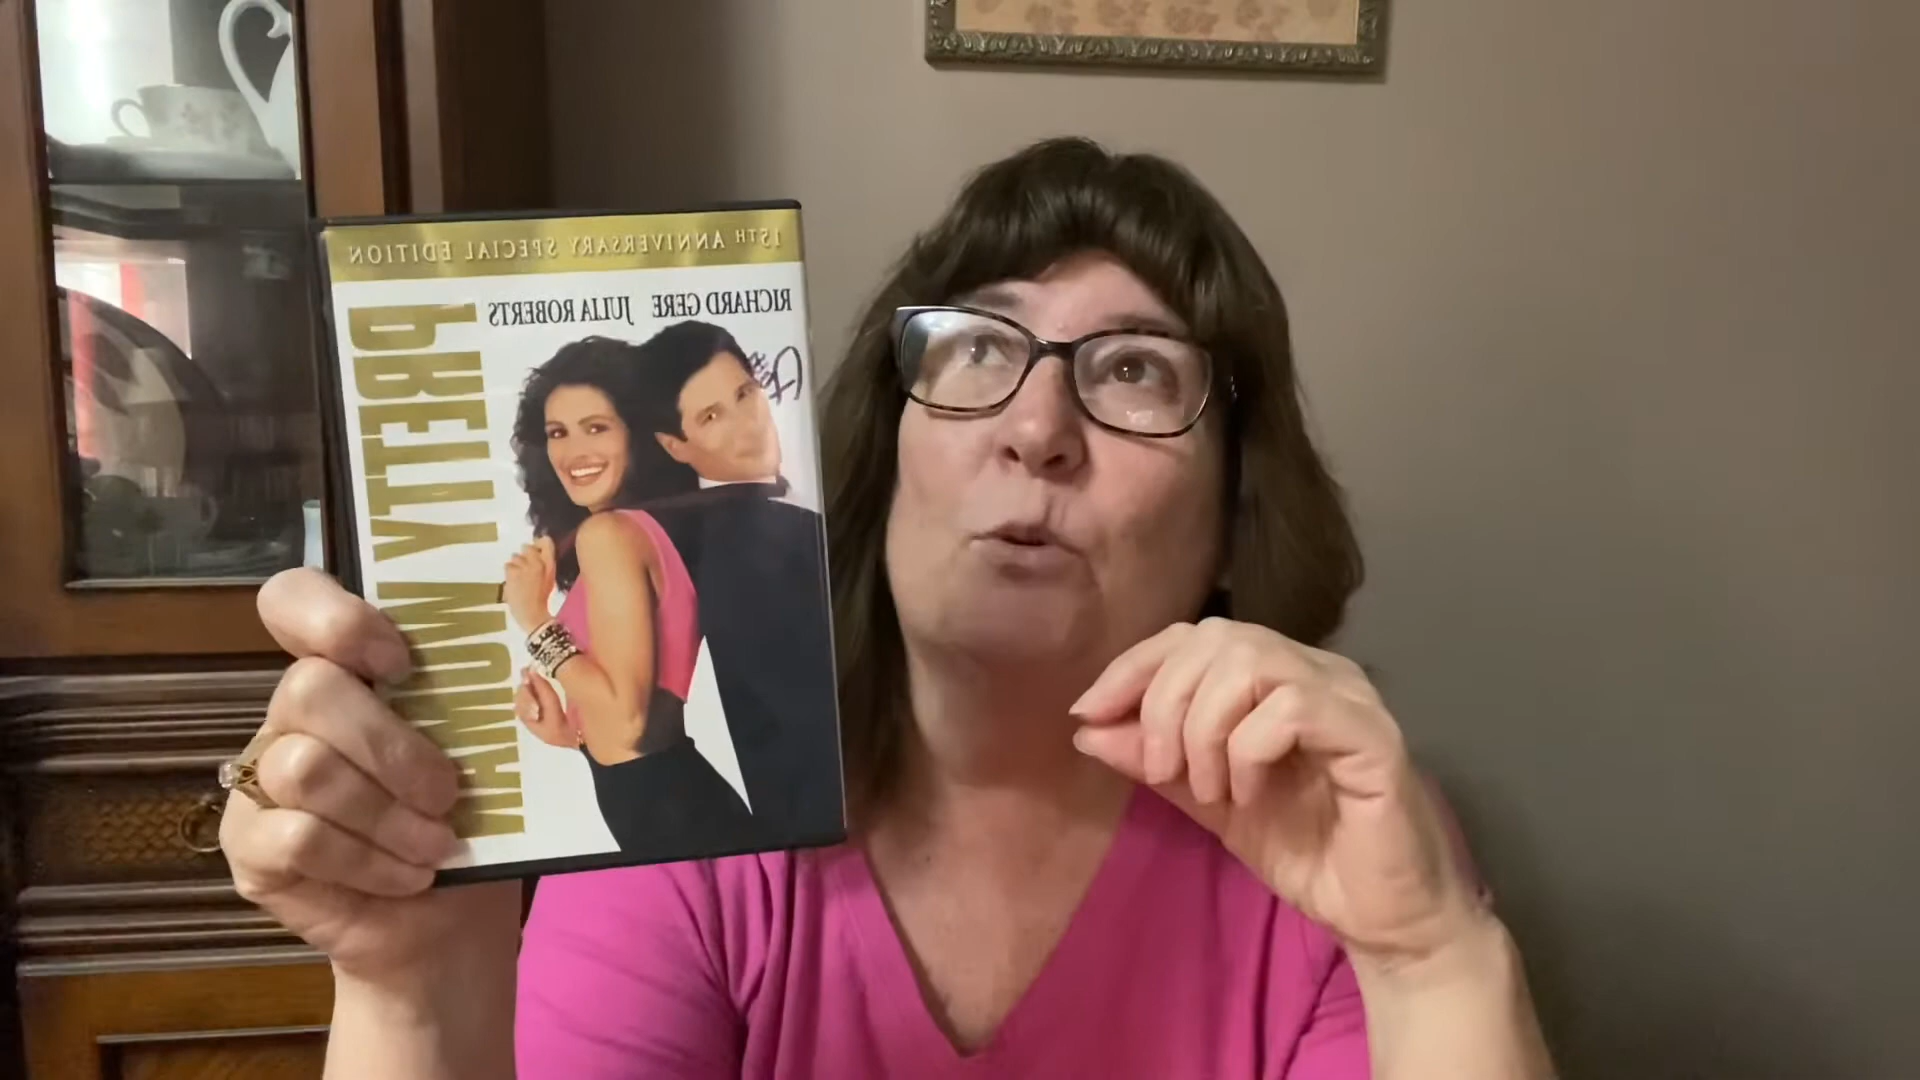 15TH ANNIVERSARY SPECIAL EDITION
RICHARD GERE JULIA ROBERTS
PRETTY WOMAN